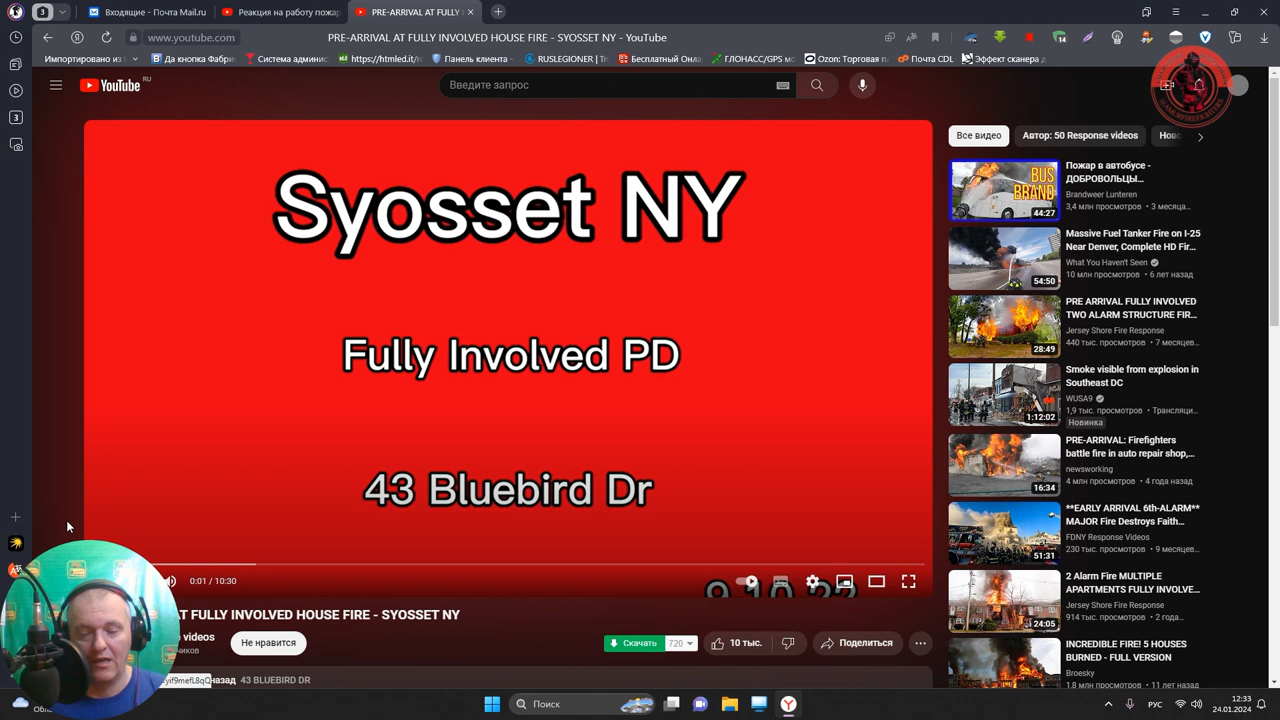 3
Входящие - Почта Mail.ru
Реакция на работу пожар
PRE-ARRIVAL AT FULLY I
www.youtube.com
PRE-ARRIVAL AT FULLY INVOLVED HOUSE FIRE - SYOSSET NY - YouTube
14
Импортировано из
Да кнопка Фабри
Система админис
https://htmled.it/r
Панель клиента -
RUSLEGIONER | Т
Бесплатный Онл
ГЛОНАСС/GPS мо
Ozon: Торговая п
Почта CDL
Эффект сканера д
YouTube
RU
Введите запрос
3
Syosset NY
Fully Involved PD
43 Bluebird Dr
0:01 / 10:30
AT FULLY INVOLVED HOUSE FIRE - SYOSSET NY
videos
чиков
Не нравится
Скачать
720
10 тыс.
Поделиться
yif9mefL8qQ
назад
43 BLUEBIRD DR
Все видео
Автор: 50 Response videos
Ново
BUS
BRAND
44:27
Пожар в автобусе -
ДОБРОВОЛЬЦЫ...
Brandweer Lunteren
3,4 млн просмотров • 3 месяца...
54:50
Massive Fuel Tanker Fire on I-25
Near Denver, Complete HD Fir...
What You Haven't Seen
10 млн просмотров • 6 лет назад
28:49
PRE ARRIVAL FULLY INVOLVED
TWO ALARM STRUCTURE FIR...
Jersey Shore Fire Response
440 тыс. просмотров • 7 месяцев...
1:12:02
Smoke visible from explosion in
Southeast DC
WUSA9
1,9 тыс. просмотров • Трансляци...
Новинка
16:34
PRE-ARRIVAL: Firefighters
battle fire in auto repair shop,...
newsworking
4 млн просмотров • 4 года назад
51:31
**EARLY ARRIVAL 6th-ALARM**
MAJOR Fire Destroys Faith...
FDNY Response Videos
230 тыс. просмотров • 9 месяцев...
24:05
2 Alarm Fire MULTIPLE
APARTMENTS FULLY INVOLVE...
Jersey Shore Fire Response
914 тыс. просмотров • 2 года...
INCREDIBLE FIRE! 5 HOUSES
BURNED - FULL VERSION
Broesky
1,8 млн просмотров • 11 лет назад
Поиск
РУС
12:33
24.01.2024